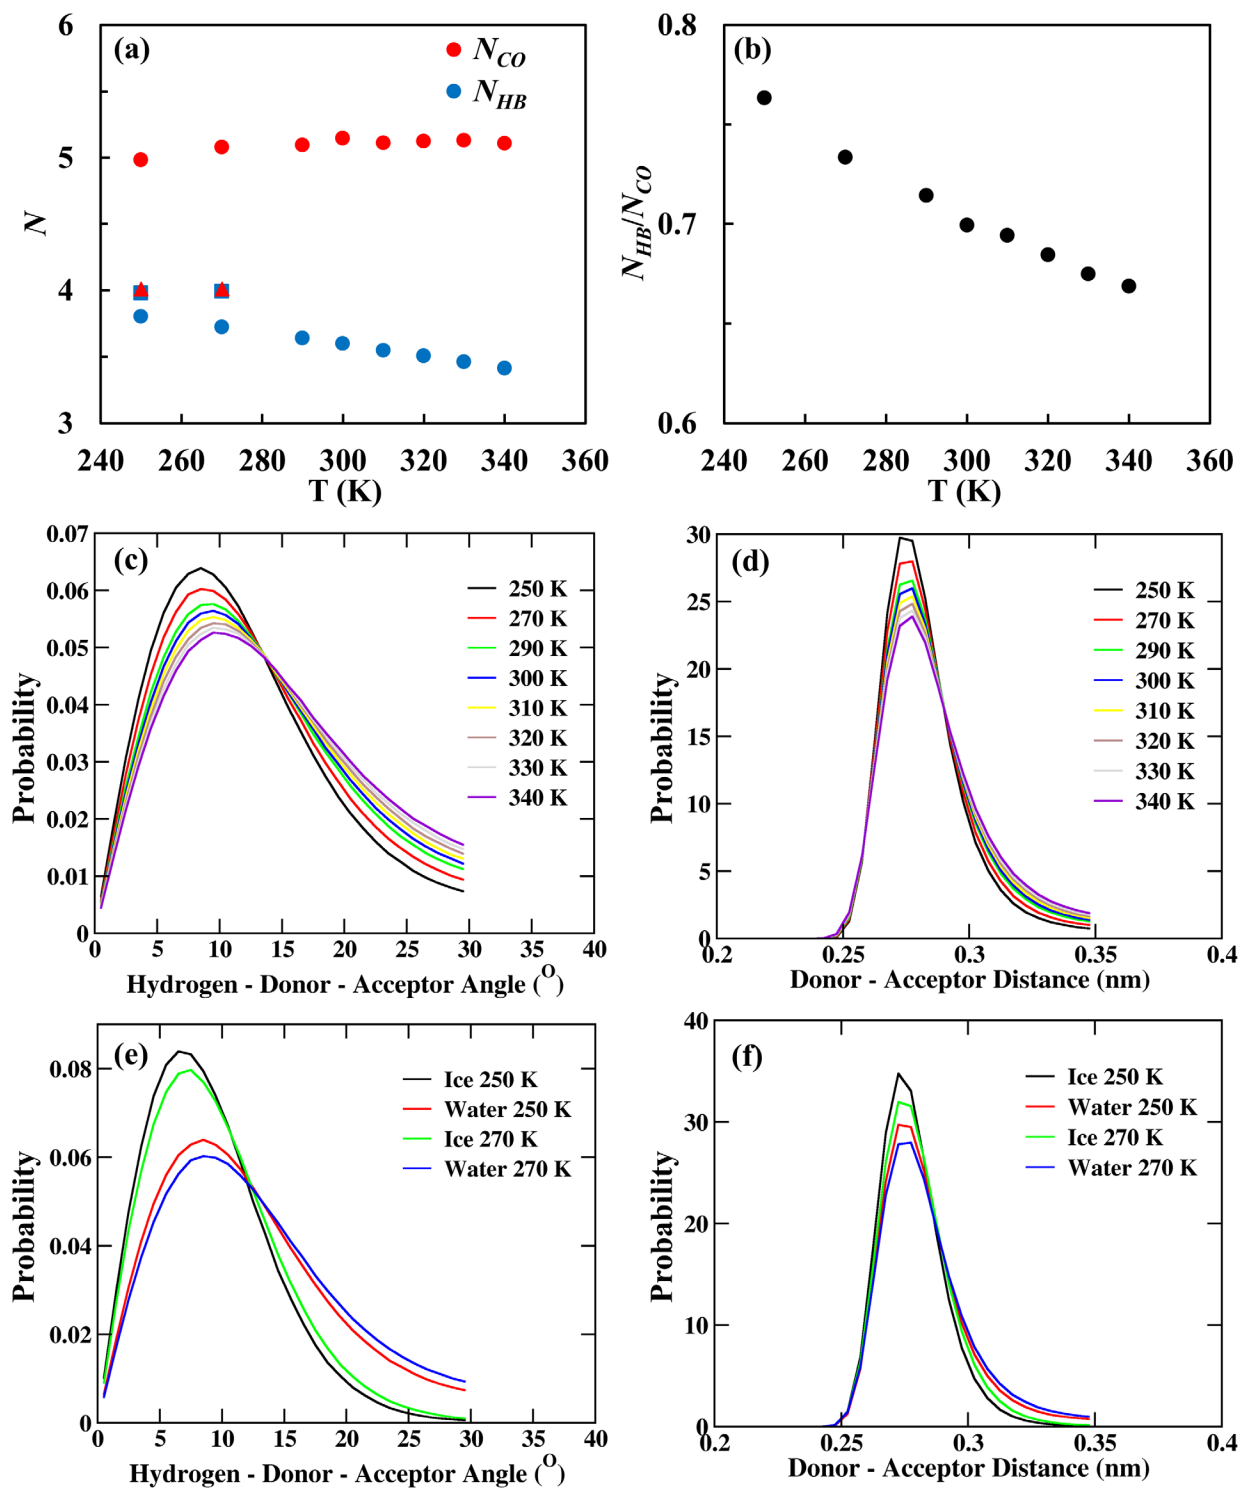 (a)
N_CO
N_HB
6
5
4
3
N
240 260 280 300 320 340 360
T (K)
(b)
0.8
0.7
0.6
N_HB/N_CO
240 260 280 300 320 340 360
T (K)
(c)
0.07
0.06
0.05
0.04
0.03
0.02
0.01
0
Probability
250 K
270 K
290 K
300 K
310 K
320 K
330 K
340 K
0 5 10 15 20 25 30 35 40
Hydrogen - Donor - Acceptor Angle (O)
(d)
30
25
20
15
10
5
0
Probability
250 K
270 K
290 K
300 K
310 K
320 K
330 K
340 K
0.2 0.25 0.3 0.35 0.4
Donor - Acceptor Distance (nm)
(e)
0.08
0.06
0.04
0.02
0
Probability
Ice 250 K
Water 250 K
Ice 270 K
Water 270 K
0 5 10 15 20 25 30 35 40
Hydrogen - Donor - Acceptor Angle (O)
(f)
40
30
20
10
0
Probability
Ice 250 K
Water 250 K
Ice 270 K
Water 270 K
0.2 0.25 0.3 0.35 0.4
Donor - Acceptor Distance (nm)